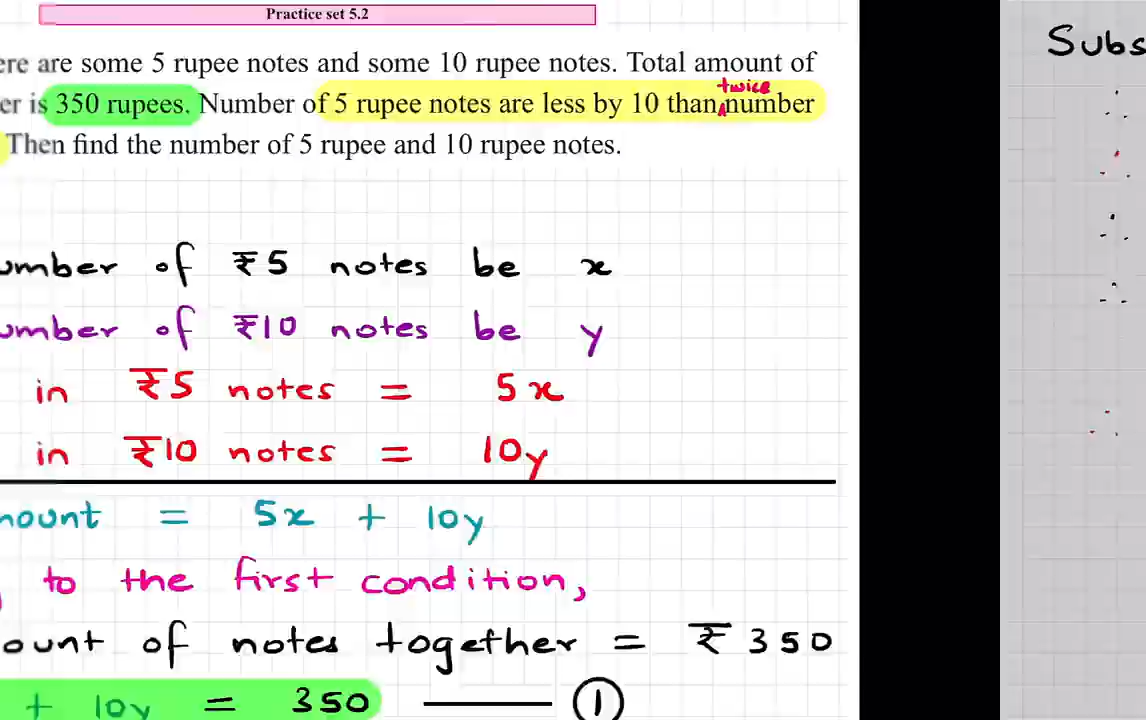 Practice set 5.2
ere are some 5 rupee notes and some 10 rupee notes. Total amount of
er is 350 rupees. Number of 5 rupee notes are less by 10 than twice number
Then find the number of 5 rupee and 10 rupee notes.
umber of ₹5 notes be x
umber of ₹10 notes be y
in ₹5 notes = 5x
in ₹10 notes = 10y
mount = 5x + 10y
to the first condition,
ount of notes together = ₹350
+ 10y = 350 ——— ①
Subs